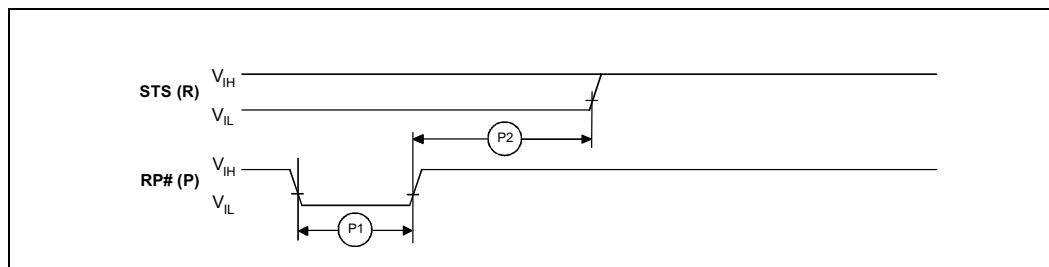 V_IH
STS (R)
V_IL
P2
V_IH
RP# (P)
V_IL
P1